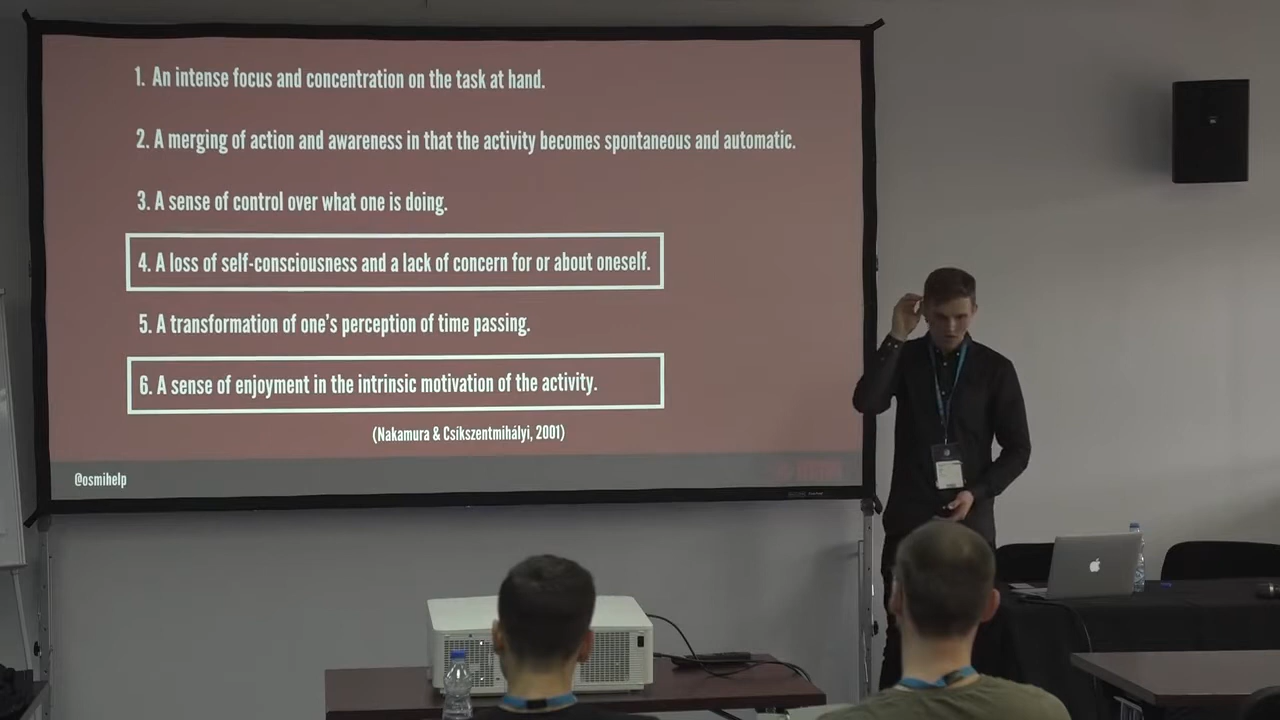 1. An intense focus and concentration on the task at hand.
2. A merging of action and awareness in that the activity becomes spontaneous and automatic.
3. A sense of control over what one is doing.
4. A loss of self-consciousness and a lack of concern for or about oneself.
5. A transformation of one's perception of time passing.
6. A sense of enjoyment in the intrinsic motivation of the activity.
(Nakamura & Csíkszentmihályi, 2001)
@osmihelp